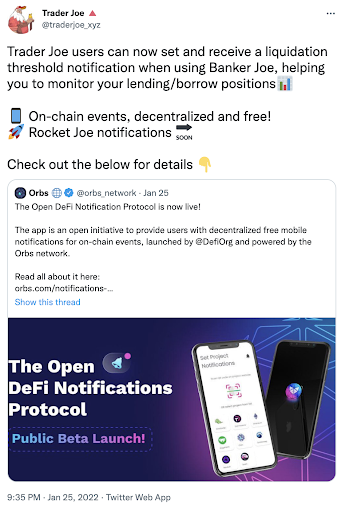 Trader Joe 🔺
@traderjoe_xyz
Trader Joe users can now set and receive a liquidation
threshold notification when using Banker Joe, helping
you to monitor your lending/borrow positions📊
📱 On-chain events, decentralized and free!
🚀 Rocket Joe notifications 🔜
Check out the below for details 👇
Orbs 🌐 @orbs_network · Jan 25
The Open DeFi Notification Protocol is now live!
The app is an open initiative to provide users with decentralized free mobile
notifications for on-chain events, launched by @DefiOrg and powered by the
Orbs network.
Read all about it here:
orbs.com/notifications-...
Show this thread
The Open
DeFi Notifications
Protocol
Public Beta Launch!
Set Project
Notifications
9:35 PM · Jan 25, 2022 · Twitter Web App